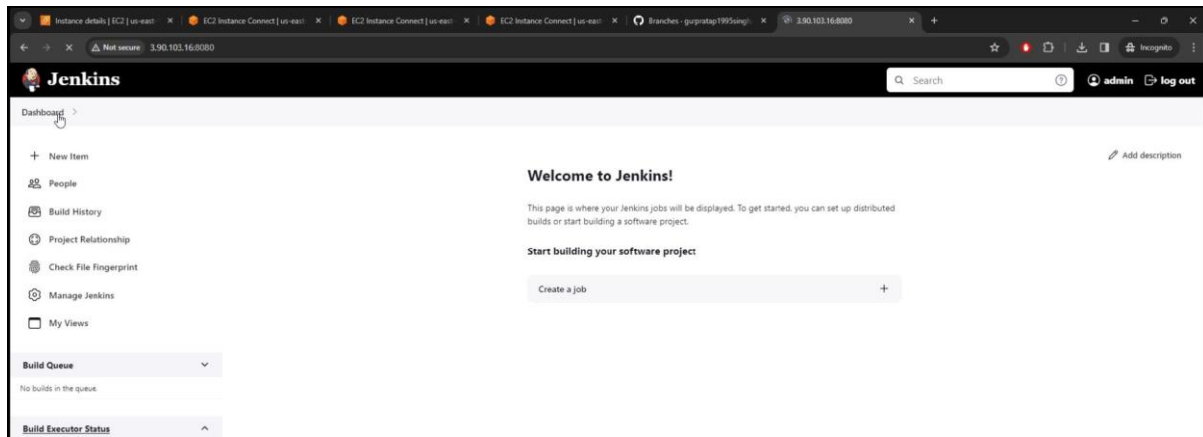 Instance details | EC2 | us-east-
EC2 Instance Connect | us-east-
EC2 Instance Connect | us-east-
EC2 Instance Connect | us-east-
Branches · gurpratap1995singh
3.90.103.16:8080
Not secure
3.90.103.16:8080
Incognito
Jenkins
Search
admin
log out
Dashboard
New Item
People
Build History
Project Relationship
Check File Fingerprint
Manage Jenkins
My Views
Build Queue
No builds in the queue.
Build Executor Status
Add description
Welcome to Jenkins!
This page is where your Jenkins jobs will be displayed. To get started, you can set up distributed
builds or start building a software project.
Start building your software project
Create a job